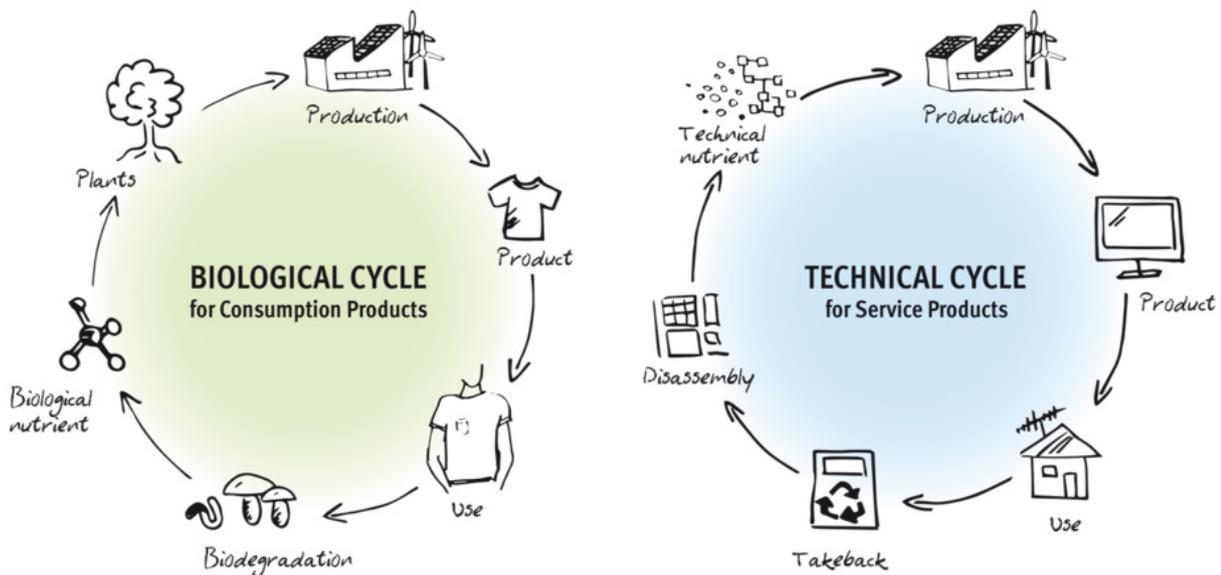 BIOLOGICAL CYCLE
for Consumption Products
Production
Product
Use
Biodegradation
Biological
nutrient
Plants
TECHNICAL CYCLE
for Service Products
Production
Product
Use
Takeback
Disassembly
Technical
nutrient